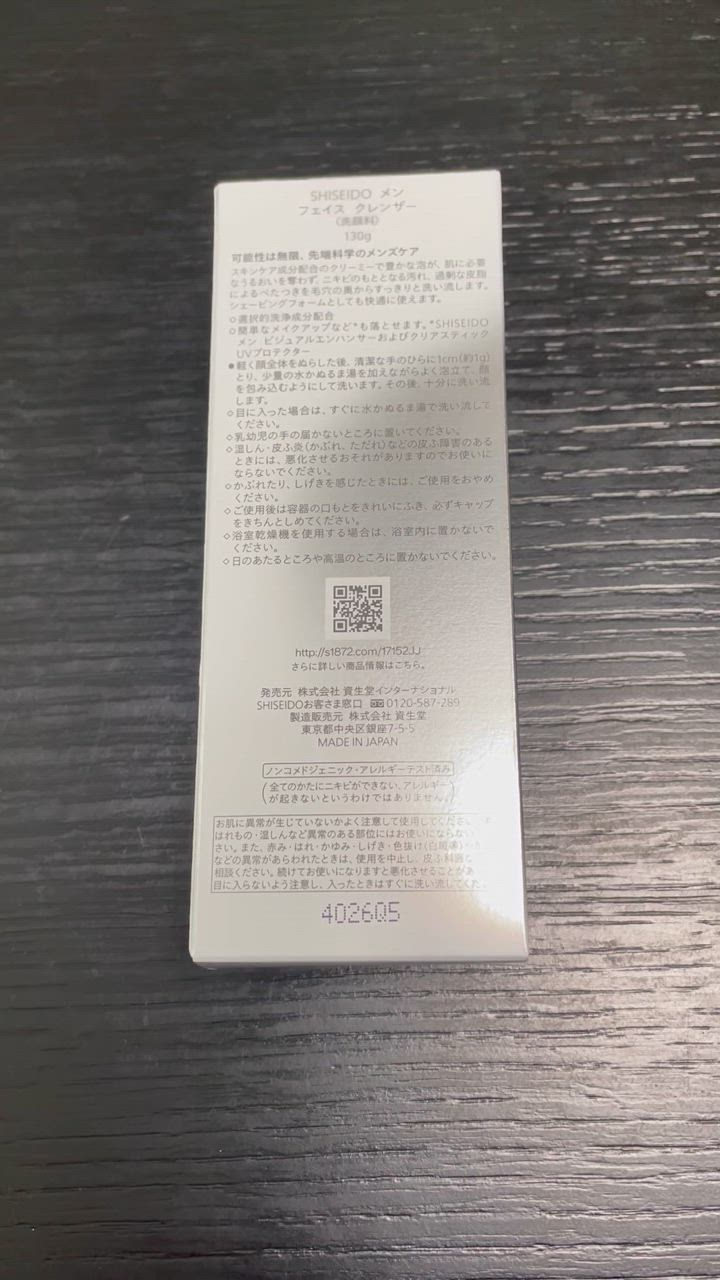 SHISEIDO メン
フェイス クレンザー
(洗顔料)
130g
可能性は無限、先端科学のメンズケア
スキンケア成分配合のクリーミーで豊かな泡が、肌に必要
なうるおいを奪わず、ニキビのもととなる汚れ、過剰な皮脂
によるべたつきを毛穴の奥からすっきりと洗い流します。
シェービングフォームとしても快適に使えます。
○選択的洗浄成分配合
○簡単なメイクアップなど*も落とせます。*SHISEIDO
メン ビジュアルエンハンサーおよびクリアスティック
UVプロテクター
●軽く顔全体をぬらした後、清潔な手のひらに1cm(約1g)
とり、少量の水かぬるま湯を加えながらよく泡立て、顔
を包み込むようにして洗います。その後、十分に洗い流
します。
◇目に入った場合は、すぐに水かぬるま湯で洗い流して
ください。
◇乳幼児の手の届かないところに置いてください。
◇湿しん・皮ふ炎(かぶれ、ただれ)などの皮ふ障害のある
ときには、悪化させるおそれがありますのでお使いに
ならないでください。
◇かぶれたり、しげきを感じたときには、ご使用をおやめ
ください。
◇ご使用後は容器の口もとをきれいにふき、必ずキャップ
をきちんとしめてください。
◇浴室乾燥機を使用する場合は、浴室内に置かないで
ください。
◇日のあたるところや高温のところに置かないでください。
http://s1872.com/17152JJ
さらに詳しい商品情報はこちら。
発売元 株式会社 資生堂インターナショナル
SHISEIDOお客さま窓口 0120-587-289
製造販売元 株式会社 資生堂
東京都中央区銀座7-5-5
MADE IN JAPAN
ノンコメドジェニック・アレルギーテスト済み
(全てのかたにニキビができない、アレルギー
が起きないというわけではありません。)
お肌に異常が生じていないかよく注意して使用してください。
はれもの・湿しんなど異常のある部位にはお使いにならない
さい。また、赤み・はれ・かゆみ・しげき・色抜け(白斑等)や
などの異常があらわれたときは、使用を中止し、皮ふ科医
相談ください。続けてお使いになりますと悪化させることが
目に入らないよう注意し、入ったときはすぐに洗い流してくだ
4026Q5